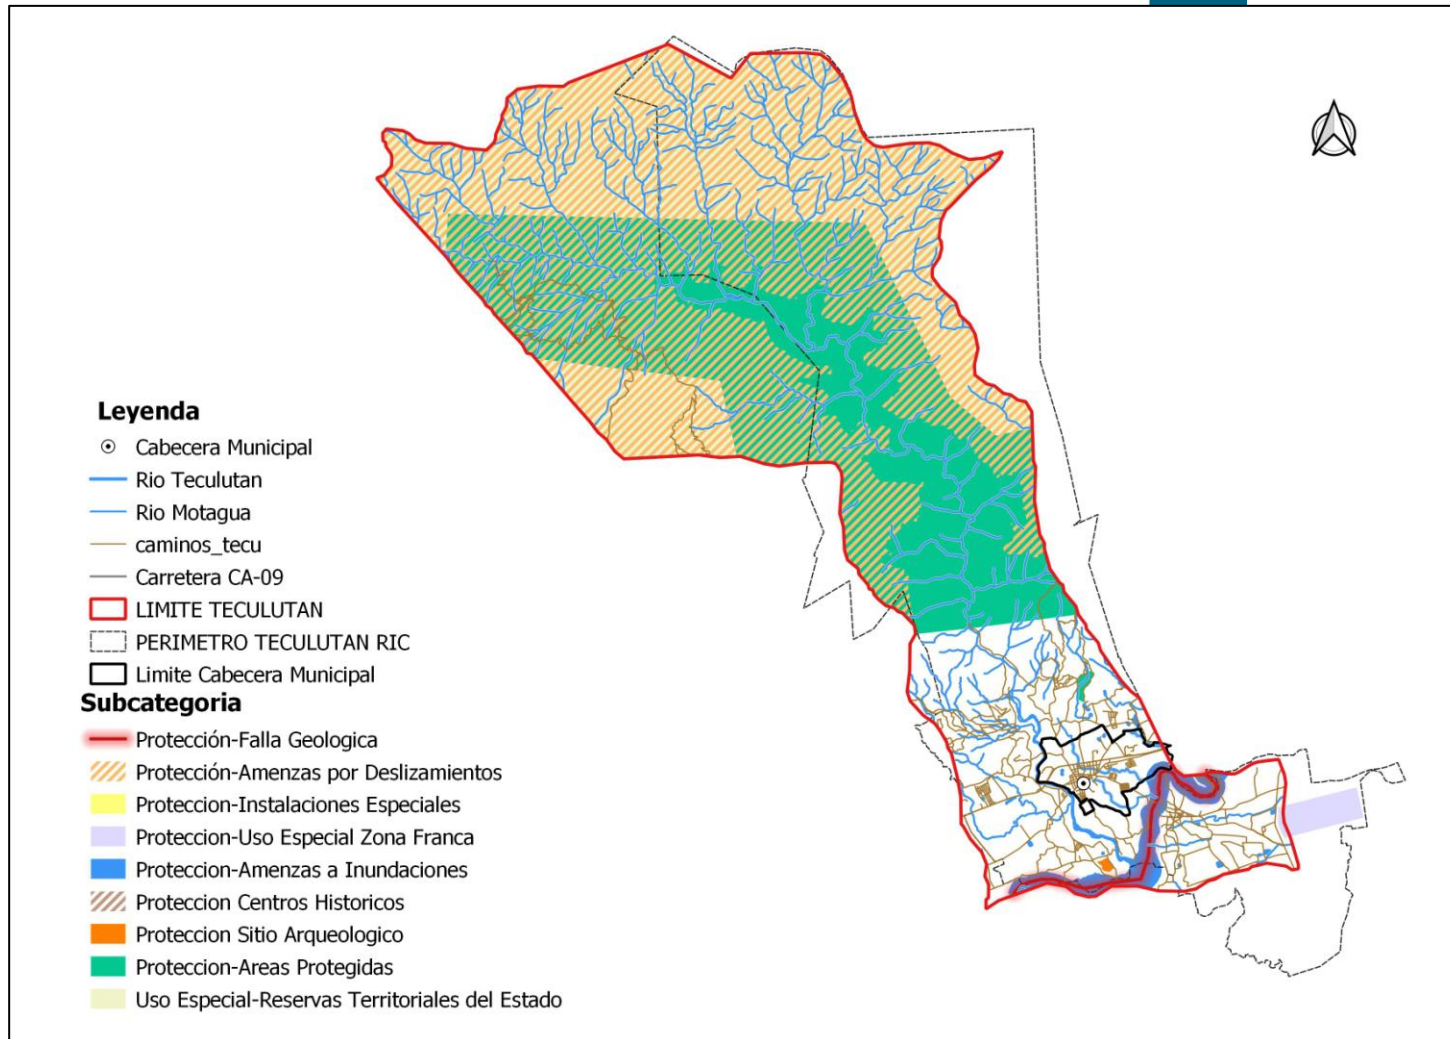 Leyenda
Cabecera Municipal
Rio Teculutan
Rio Motagua
caminos_tecu
Carretera CA-09
LIMITE TECULUTAN
PERIMETRO TECULUTAN RIC
Limite Cabecera Municipal
Subcategoria
Protección-Falla Geologica
Protección-Amenzas por Deslizamientos
Proteccion-Instalaciones Especiales
Proteccion-Uso Especial Zona Franca
Proteccion-Amenzas a Inundaciones
Proteccion Centros Historicos
Proteccion Sitio Arqueologico
Proteccion-Areas Protegidas
Uso Especial-Reservas Territoriales del Estado